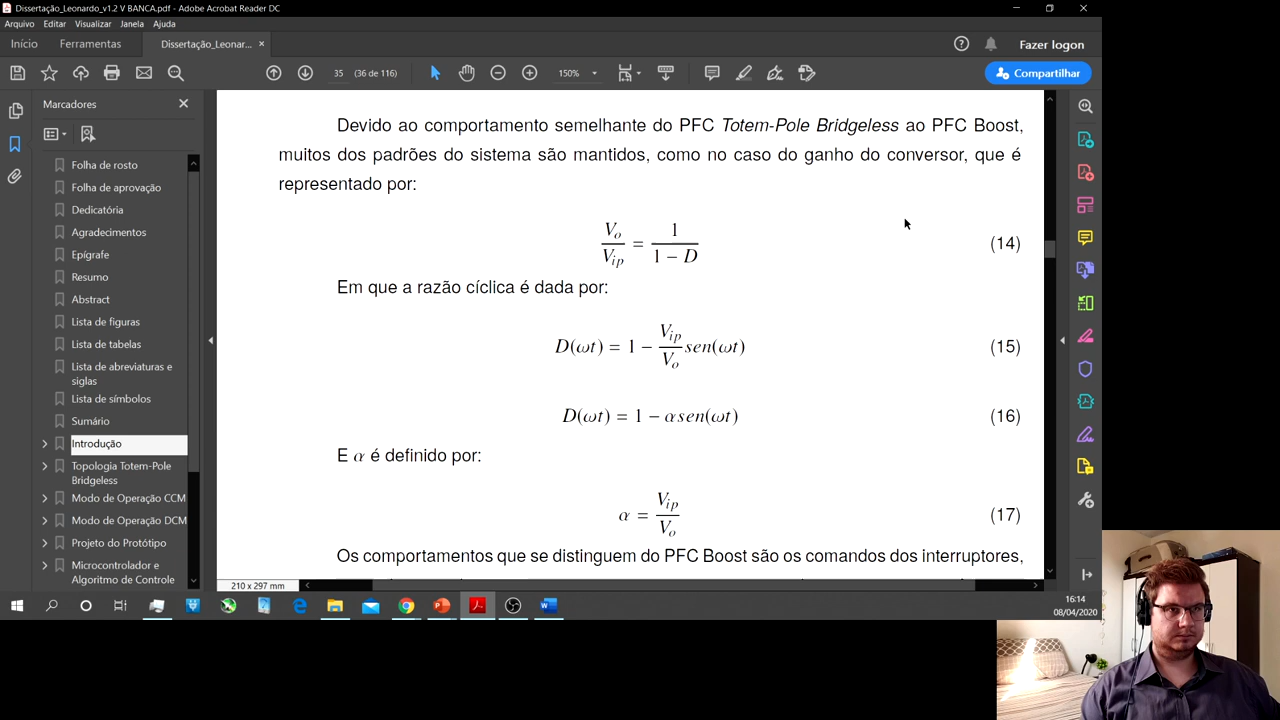 Dissertação_Leonardo_v1.2 V BANCA.pdf - Adobe Acrobat Reader DC
Arquivo Editar Visualizar Janela Ajuda
Início Ferramentas Dissertação_Leonar... ×
Fazer logon
35 (36 de 116) 150%
Compartilhar
Marcadores
Folha de rosto
Folha de aprovação
Dedicatória
Agradecimentos
Epígrafe
Resumo
Abstract
Lista de figuras
Lista de tabelas
Lista de abreviaturas e
siglas
Lista de símbolos
Sumário
Introdução
Topologia Totem-Pole
Bridgeless
Modo de Operação CCM
Modo de Operação DCM
Projeto do Protótipo
Microcontrolador e
Algoritmo de Controle
Devido ao comportamento semelhante do PFC Totem-Pole Bridgeless ao PFC Boost,
muitos dos padrões do sistema são mantidos, como no caso do ganho do conversor, que é
representado por:
V_o/V_ip = 1/(1 − D) (14)
Em que a razão cíclica é dada por:
D(ωt) = 1 − V_ip/V_o sen(ωt) (15)
D(ωt) = 1 − αsen(ωt) (16)
E α é definido por:
α = V_ip/V_o (17)
Os comportamentos que se distinguem do PFC Boost são os comandos dos interruptores,
210 x 297 mm
16:14
08/04/2020